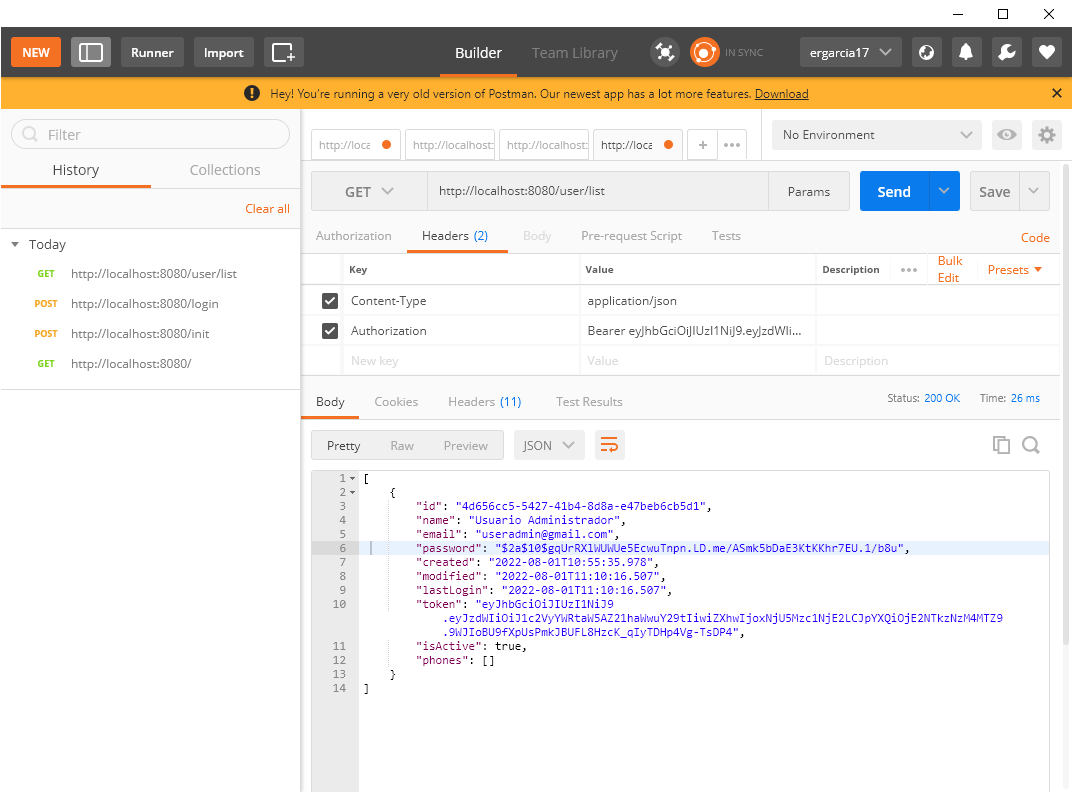 NEW Runner Import Builder Team Library IN SYNC ergarcia17
Hey! You're running a very old version of Postman. Our newest app has a lot more features. Download
Filter
History Collections
Clear all
Today
GET http://localhost:8080/user/list
POST http://localhost:8080/login
POST http://localhost:8080/init
GET http://localhost:8080/
http://loca http://localhost: http://localhost: http://loca + ••• No Environment
GET http://localhost:8080/user/list Params Send Save
Authorization Headers (2) Body Pre-request Script Tests Code
Key Value Description ••• Bulk Edit Presets
Content-Type application/json
Authorization Bearer eyJhbGciOiJIUzI1NiJ9.eyJzdWIi...
New key Value Description
Body Cookies Headers (11) Test Results Status: 200 OK Time: 26 ms
Pretty Raw Preview JSON
1 [
2 {
3 "id": "4d656cc5-5427-41b4-8d8a-e47beb6cb5d1",
4 "name": "Usuario Administrador",
5 "email": "useradmin@gmail.com",
6 "password": "$2a$10$gqUrRXlWUWUe5EcwuTnpn.LD.me/ASmk5bDaE3KtKKhr7EU.1/b8u",
7 "created": "2022-08-01T10:55:35.978",
8 "modified": "2022-08-01T11:10:16.507",
9 "lastLogin": "2022-08-01T11:10:16.507",
10 "token": "eyJhbGciOiJIUzI1NiJ9
.eyJzdWIiOiJ1c2VyYWRtaW5AZ21haWwuY29tIiwiZXhwIjoxNjU5Mzc1NjE2LCJpYXQiOjE2NTkzNzM4MTZ9
.9WJIoBU9fXpUsPmkJBUFL8HzcK_qIyTDHp4Vg-TsDP4",
11 "isActive": true,
12 "phones": []
13 }
14 ]